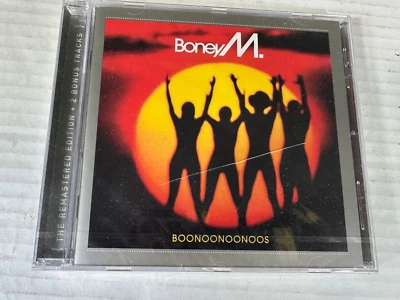 Boney M.
BOONOONOONOOS
THE REMASTERED EDITION + 2 BONUS TRACKS